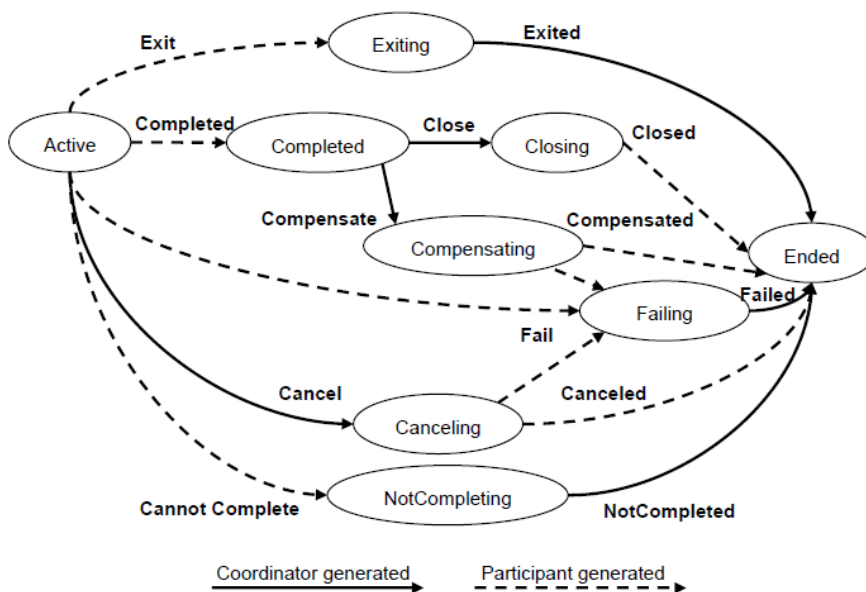 Exit
Exiting
Exited
Active
Completed
Completed
Close
Closing
Closed
Compensate
Compensating
Compensated
Ended
Failing
Failed
Fail
Cancel
Canceling
Canceled
NotCompleting
Cannot Complete
NotCompleted
Coordinator generated
Participant generated